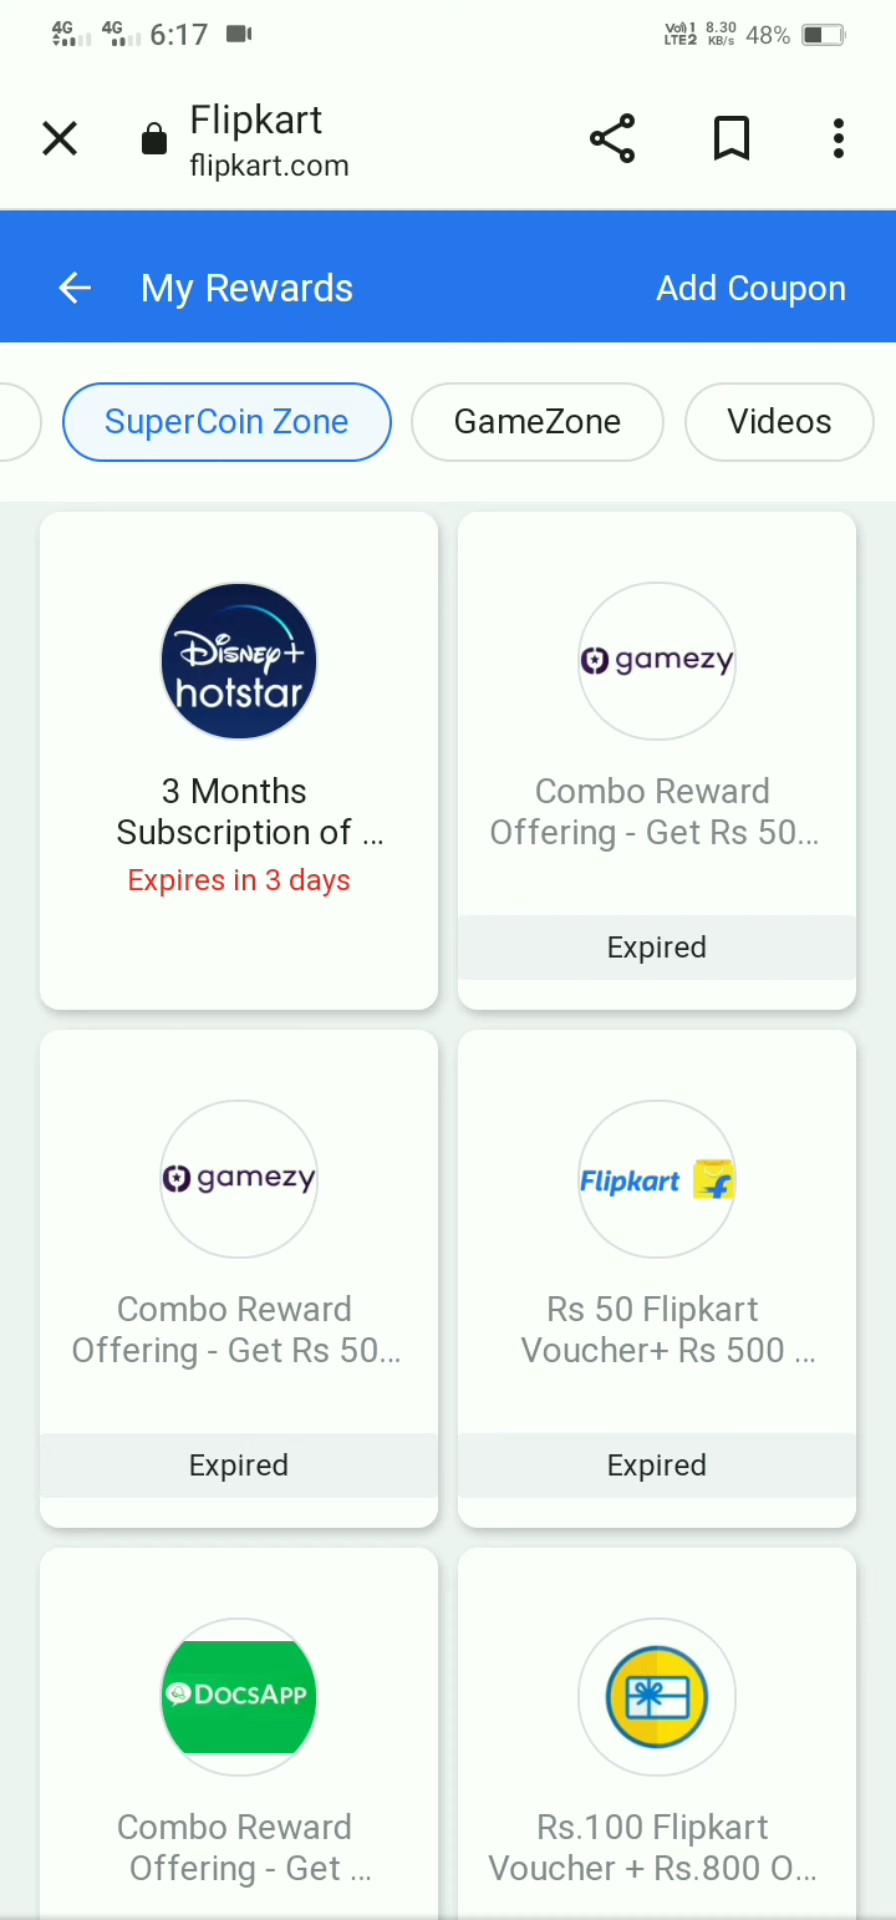 4G 4G 6:17 Vo)) 1 LTE2 8.30 KB/s 48%
Flipkart
flipkart.com
My Rewards Add Coupon
SuperCoin Zone GameZone Videos
Disney+
hotstar
3 Months
Subscription of ...
Expires in 3 days
gamezy
Combo Reward
Offering - Get Rs 50...
Expired
gamezy
Combo Reward
Offering - Get Rs 50...
Expired
Flipkart
Rs 50 Flipkart
Voucher+ Rs 500 ...
Expired
DOCSAPP
Combo Reward
Offering - Get ...
Rs.100 Flipkart
Voucher + Rs.800 O...